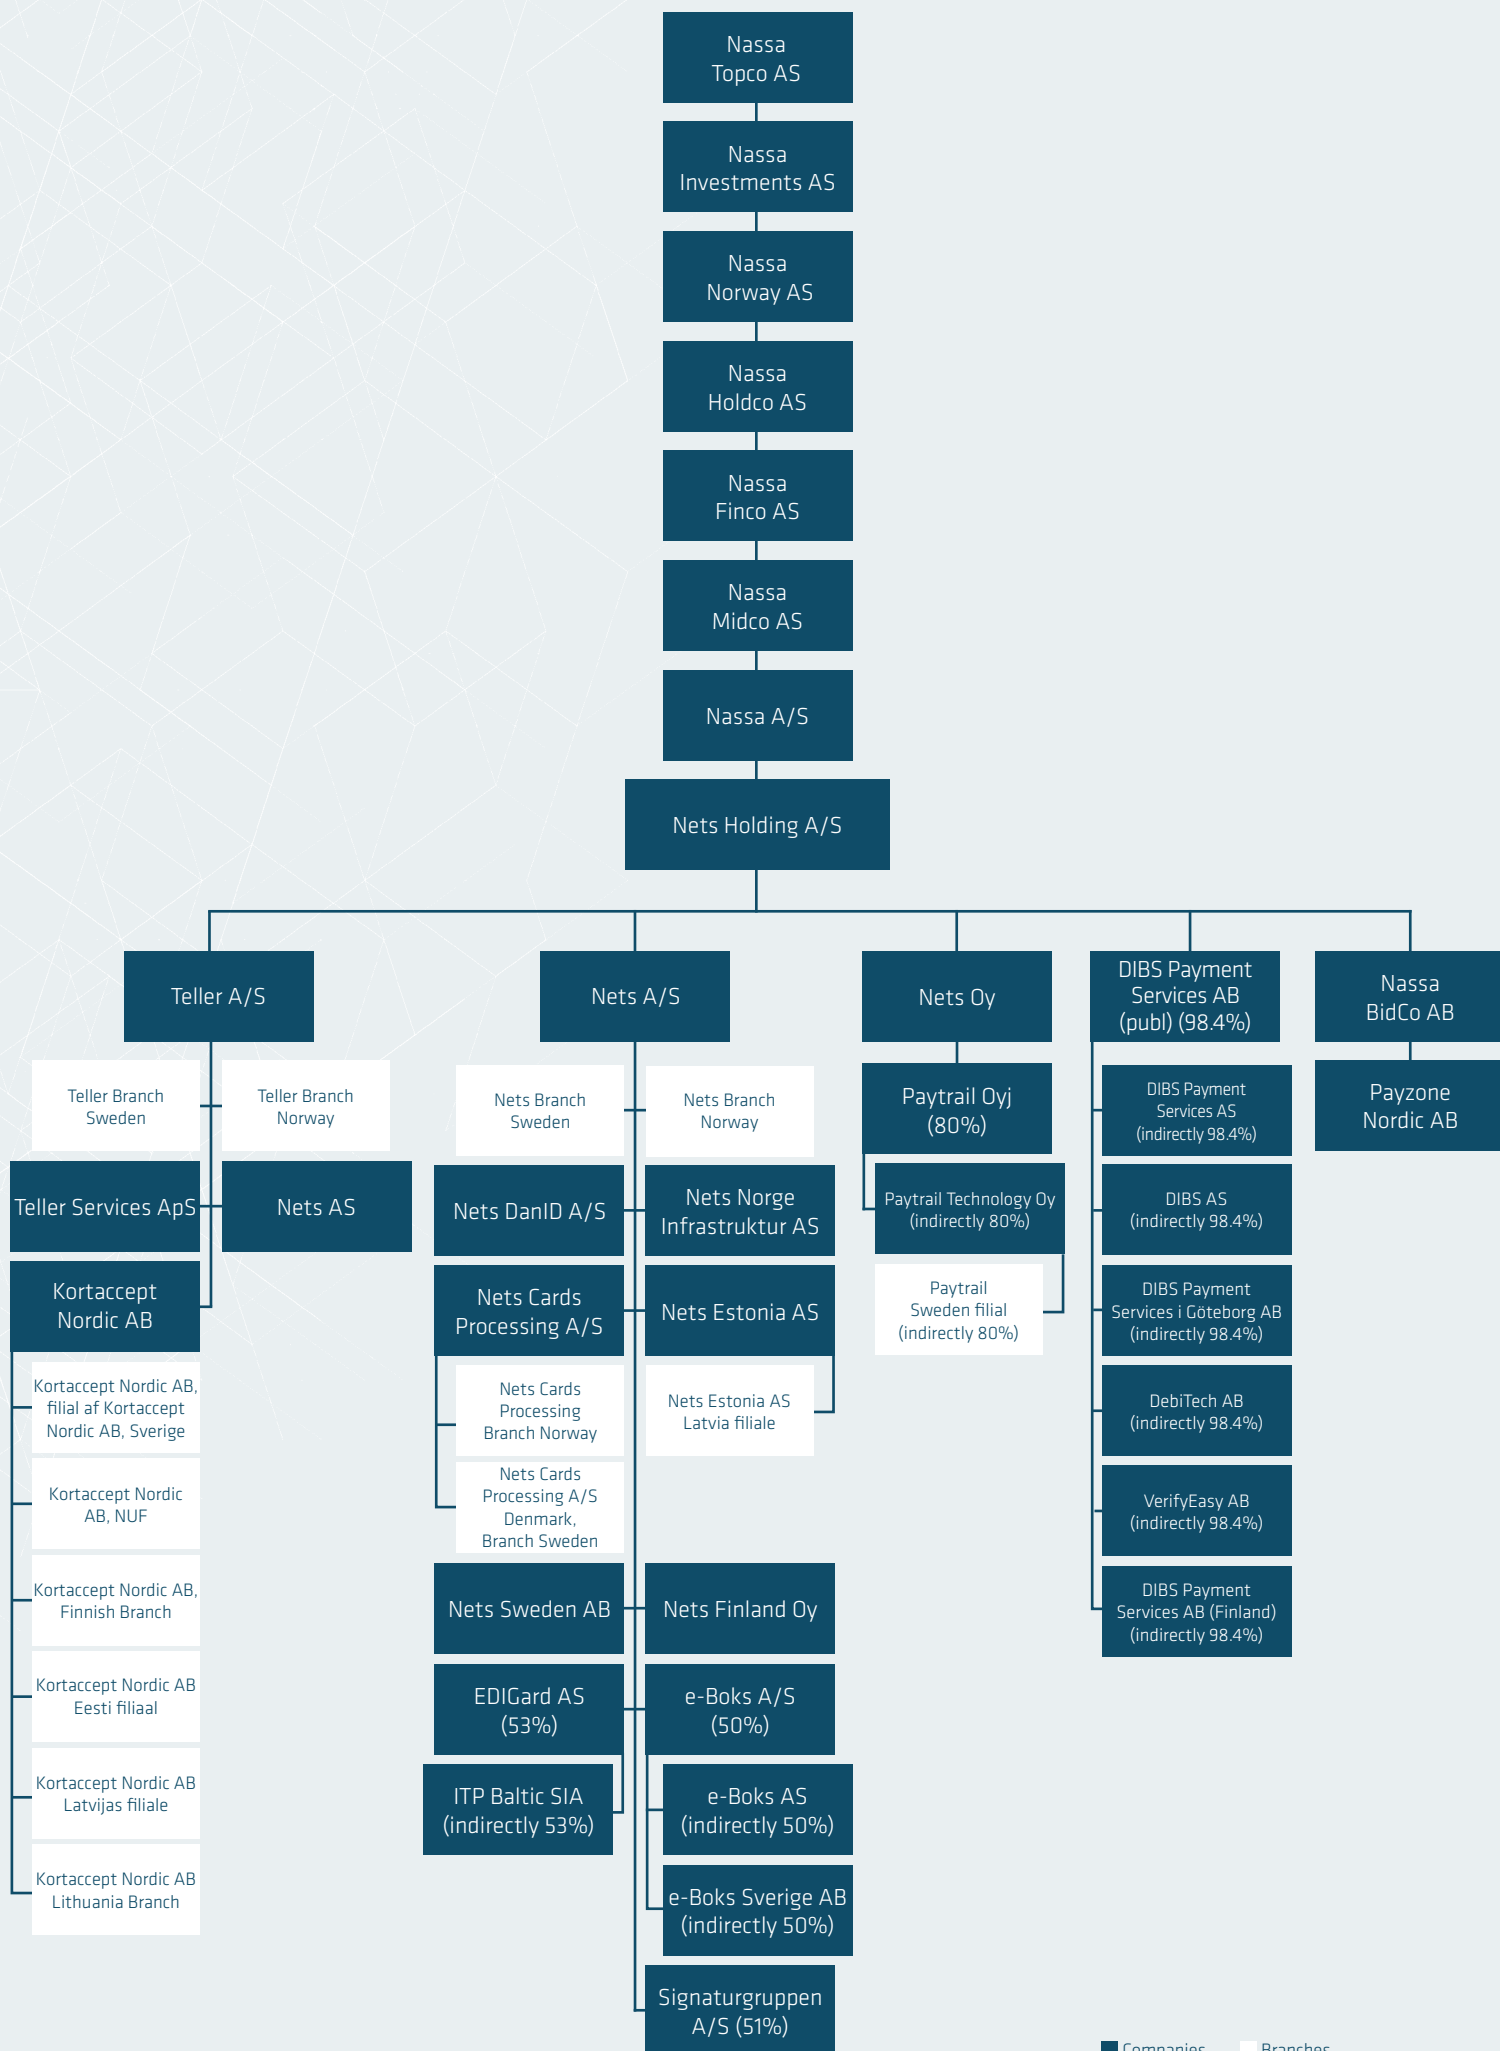 Nassa
Topco AS
Nassa
Investments AS
Nassa
Norway AS
Nassa
Holdco AS
Nassa
Finco AS
Nassa
Midco AS
Nassa A/S
Nets Holding A/S
Teller A/S
Teller Branch
Sweden
Teller Branch
Norway
Teller Services ApS
Nets AS
Kortaccept
Nordic AB
Kortaccept Nordic AB,
filial af Kortaccept
Nordic AB, Sverige
Kortaccept Nordic
AB, NUF
Kortaccept Nordic AB,
Finnish Branch
Kortaccept Nordic AB
Eesti filiaal
Kortaccept Nordic AB
Latvijas filiale
Kortaccept Nordic AB
Lithuania Branch
Nets A/S
Nets Branch
Sweden
Nets Branch
Norway
Nets DanID A/S
Nets Norge
Infrastruktur AS
Nets Cards
Processing A/S
Nets Estonia AS
Nets Cards
Processing
Branch Norway
Nets Estonia AS
Latvia filiale
Nets Cards
Processing A/S
Denmark,
Branch Sweden
Nets Sweden AB
Nets Finland Oy
EDIGard AS
(53%)
e-Boks A/S
(50%)
ITP Baltic SIA
(indirectly 53%)
e-Boks AS
(indirectly 50%)
e-Boks Sverige AB
(indirectly 50%)
Signaturgruppen
A/S (51%)
Nets Oy
Paytrail Oyj
(80%)
Paytrail Technology Oy
(indirectly 80%)
Paytrail
Sweden filial
(indirectly 80%)
DIBS Payment
Services AB
(publ) (98.4%)
DIBS Payment
Services AS
(indirectly 98.4%)
DIBS AS
(indirectly 98.4%)
DIBS Payment
Services i Göteborg AB
(indirectly 98.4%)
DebiTech AB
(indirectly 98.4%)
VerifyEasy AB
(indirectly 98.4%)
DIBS Payment
Services AB (Finland)
(indirectly 98.4%)
Nassa
BidCo AB
Payzone
Nordic AB
Companies
Branches